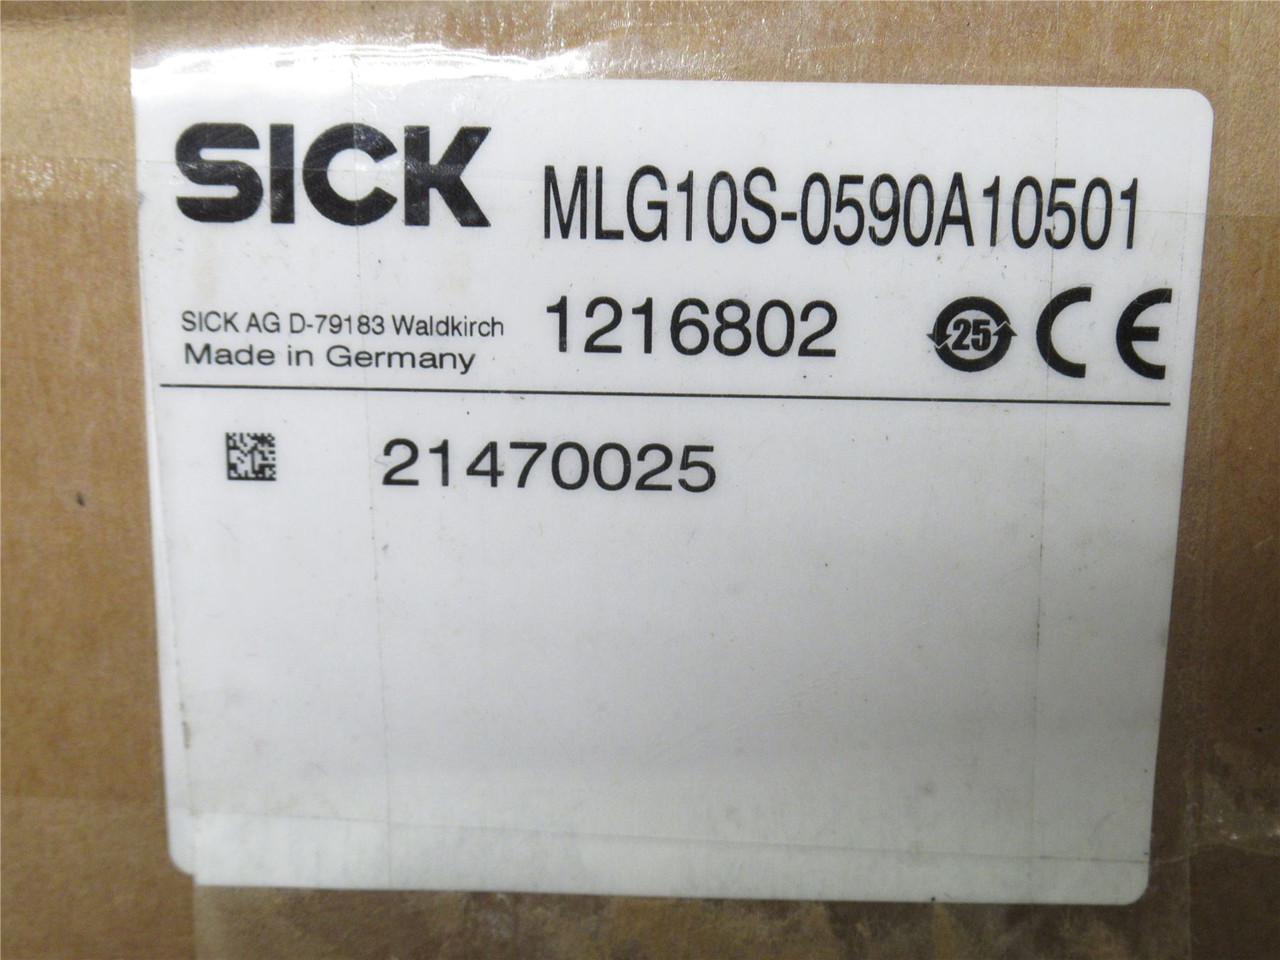 SICK
MLG10S-0590A10501
SICK AG D-79183 Waldkirch
Made in Germany
1216802
25
CE
21470025